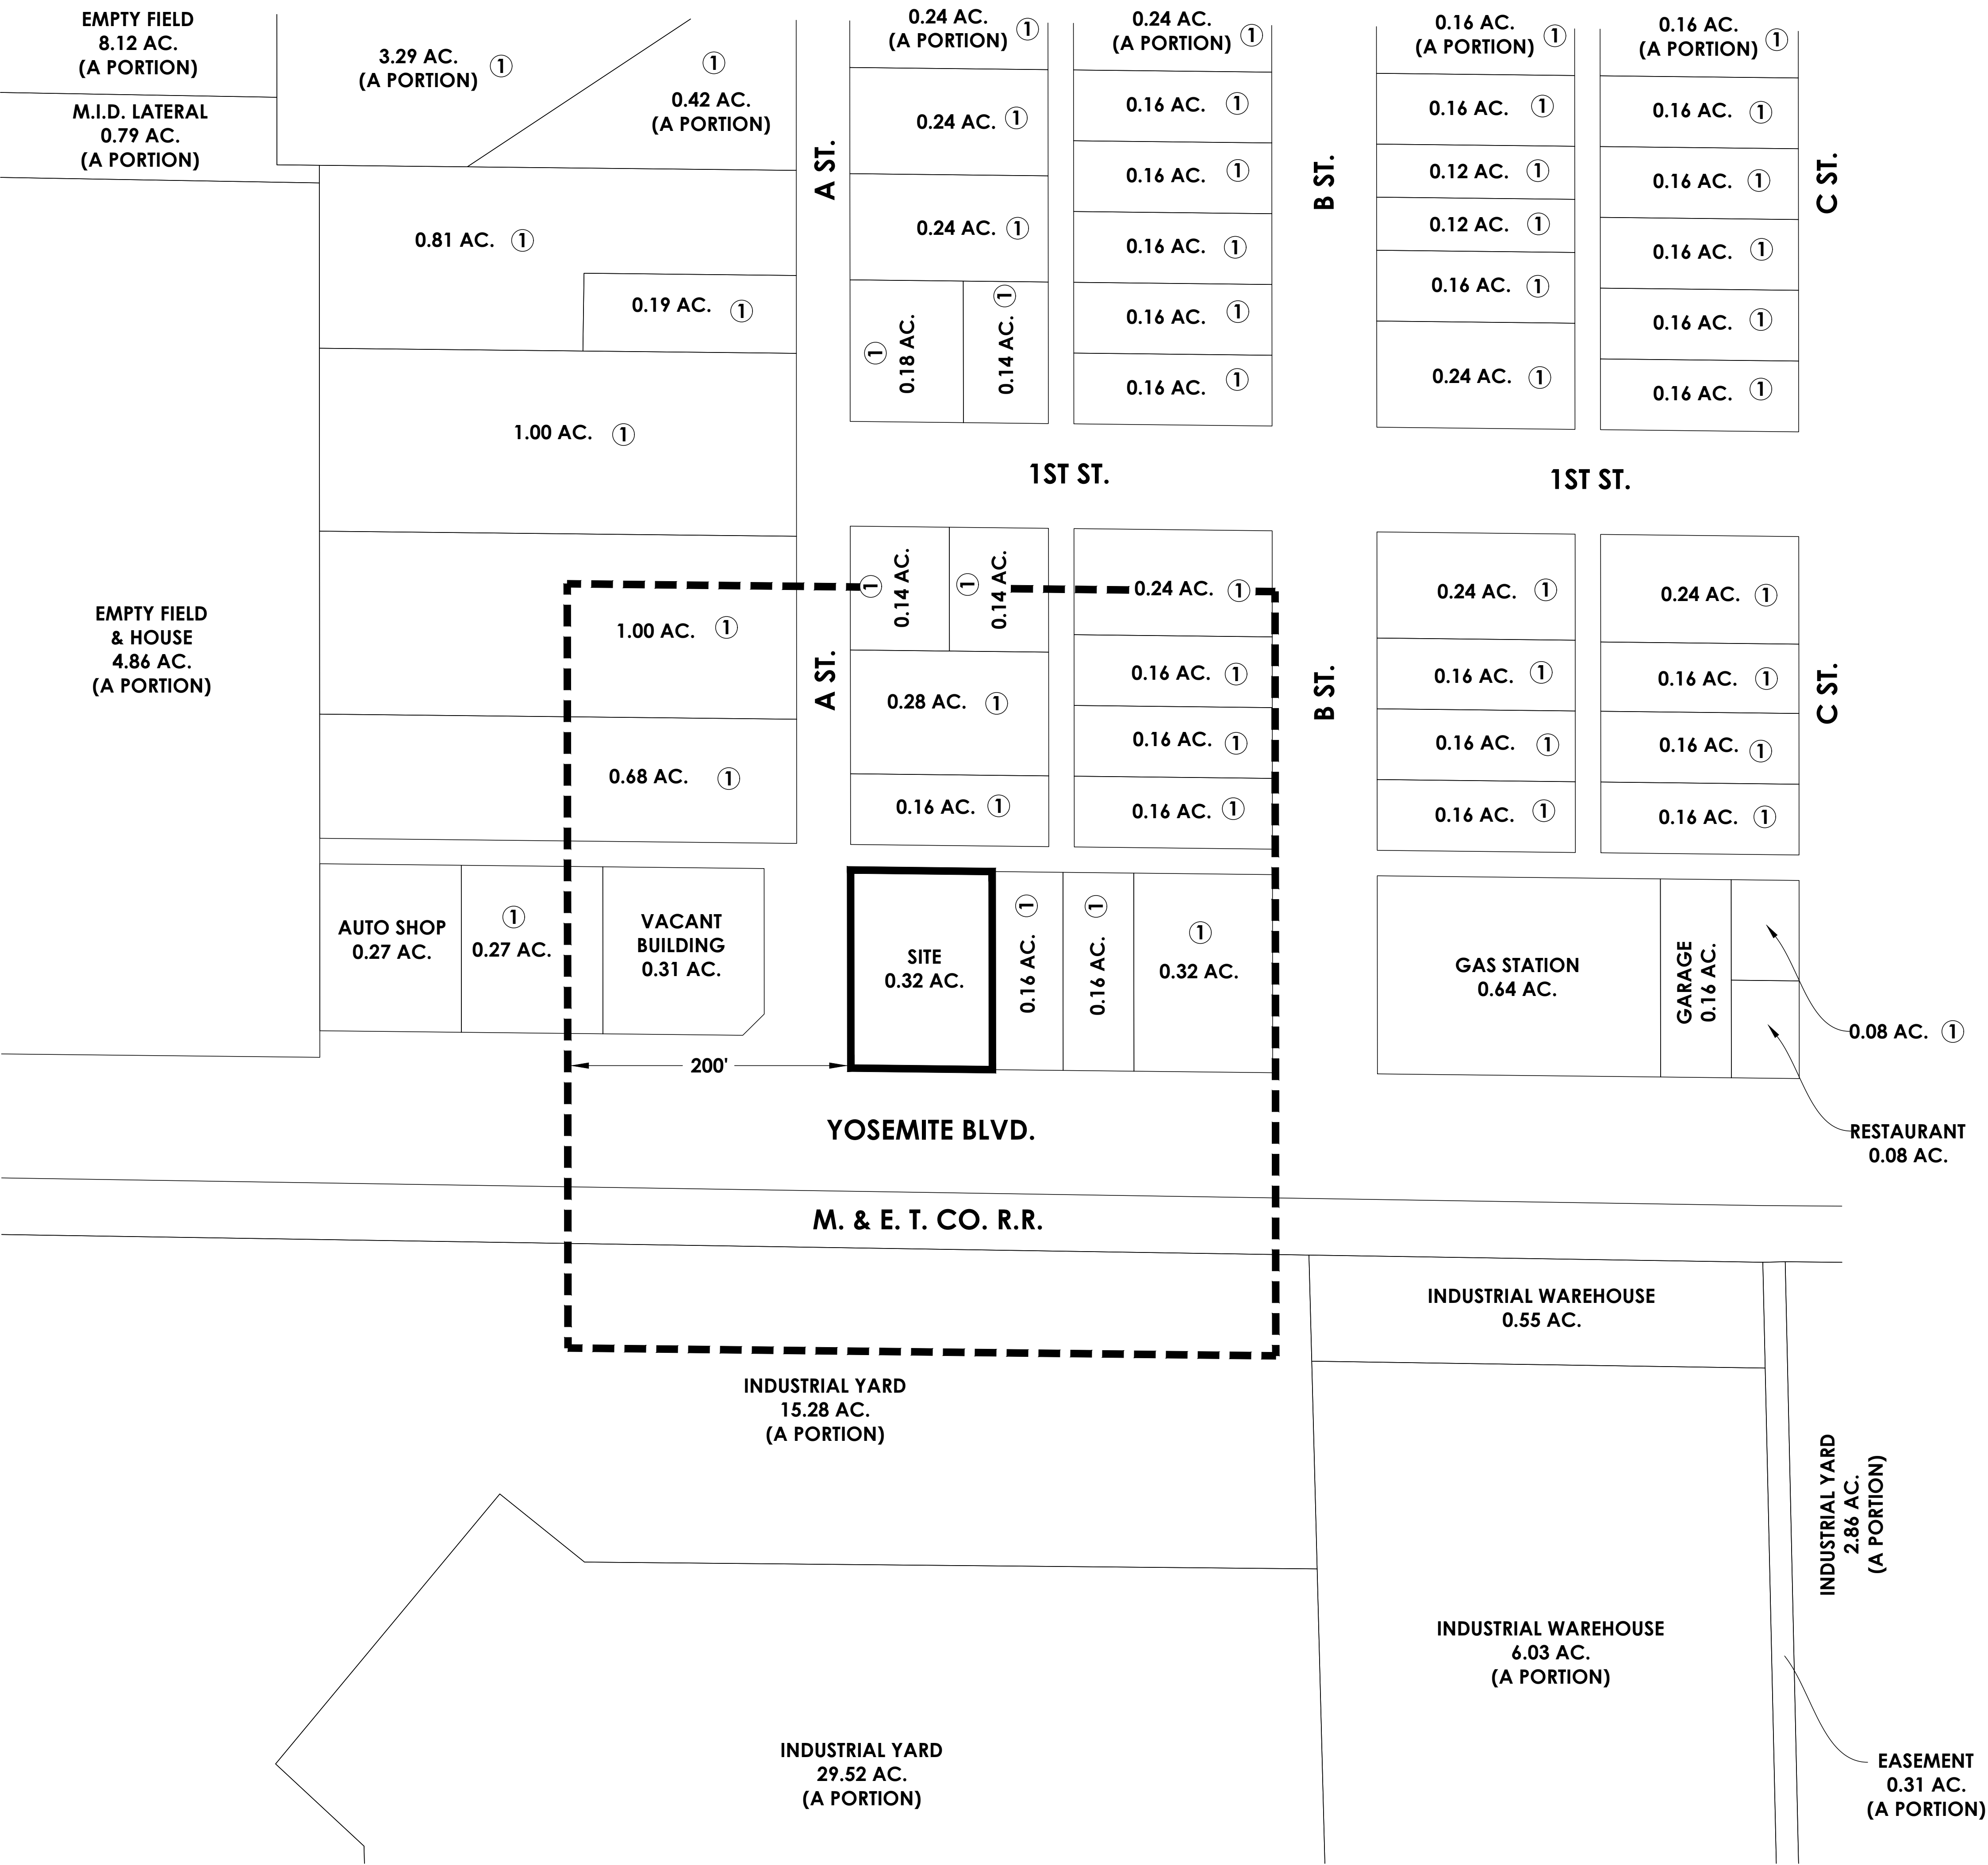 EMPTY FIELD
8.12 AC.
(A PORTION)
M.I.D. LATERAL
0.79 AC.
(A PORTION)
3.29 AC.
(A PORTION) 1
1
0.42 AC.
(A PORTION)
0.24 AC.
(A PORTION) 1
0.24 AC.
(A PORTION) 1
0.16 AC.
(A PORTION) 1
0.16 AC.
(A PORTION) 1
0.81 AC. 1
0.19 AC. 1
1.00 AC. 1
A ST.
0.24 AC. 1
0.24 AC. 1
1 0.18 AC.
0.14 AC. 1
0.16 AC. 1
0.16 AC. 1
0.16 AC. 1
0.16 AC. 1
0.16 AC. 1
B ST.
0.16 AC. 1
0.12 AC. 1
0.12 AC. 1
0.16 AC. 1
0.24 AC. 1
0.16 AC. 1
0.16 AC. 1
0.16 AC. 1
0.16 AC. 1
0.16 AC. 1
C ST.
1ST ST.
1ST ST.
EMPTY FIELD
& HOUSE
4.86 AC.
(A PORTION)
1.00 AC. 1
0.68 AC. 1
A ST.
1 0.14 AC.
1 0.14 AC.
0.28 AC. 1
0.16 AC. 1
0.24 AC. 1
0.16 AC. 1
0.16 AC. 1
0.16 AC. 1
B ST.
0.24 AC. 1
0.16 AC. 1
0.16 AC. 1
0.16 AC. 1
0.24 AC. 1
0.16 AC. 1
0.16 AC. 1
0.16 AC. 1
C ST.
AUTO SHOP
0.27 AC.
1
0.27 AC.
VACANT
BUILDING
0.31 AC.
SITE
0.32 AC.
0.16 AC. 1
0.16 AC. 1
1
0.32 AC.
GAS STATION
0.64 AC.
GARAGE
0.16 AC.
0.08 AC. 1
RESTAURANT
0.08 AC.
200'
YOSEMITE BLVD.
M. & E. T. CO. R.R.
INDUSTRIAL WAREHOUSE
0.55 AC.
INDUSTRIAL YARD
15.28 AC.
(A PORTION)
INDUSTRIAL YARD
2.86 AC.
(A PORTION)
INDUSTRIAL WAREHOUSE
6.03 AC.
(A PORTION)
INDUSTRIAL YARD
29.52 AC.
(A PORTION)
EASEMENT
0.31 AC.
(A PORTION)